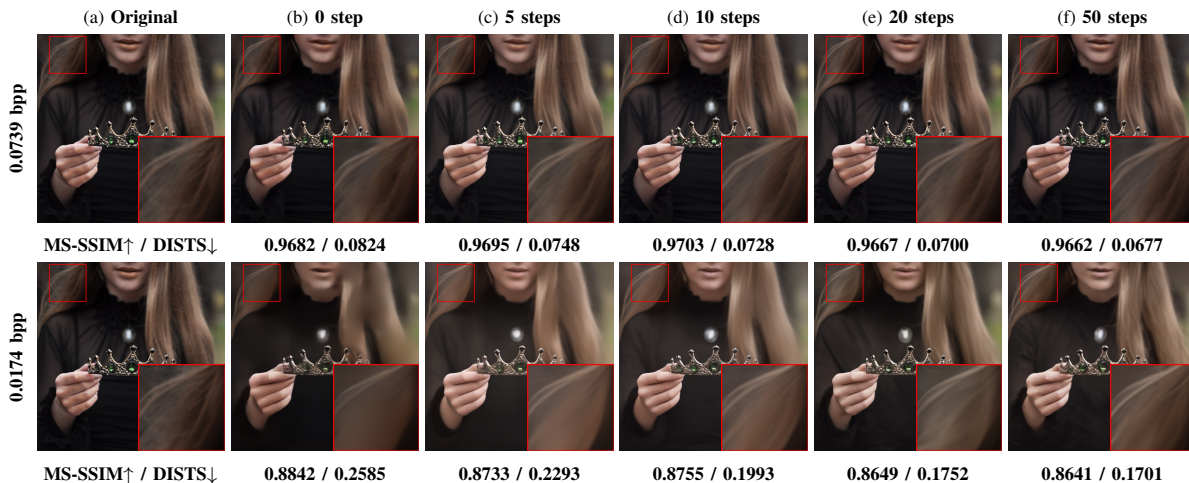 (a) Original (b) 0 step (c) 5 steps (d) 10 steps (e) 20 steps (f) 50 steps
0.0739 bpp
MS-SSIM↑ / DISTS↓ 0.9682 / 0.0824 0.9695 / 0.0748 0.9703 / 0.0728 0.9667 / 0.0700 0.9662 / 0.0677
0.0174 bpp
MS-SSIM↑ / DISTS↓ 0.8842 / 0.2585 0.8733 / 0.2293 0.8755 / 0.1993 0.8649 / 0.1752 0.8641 / 0.1701